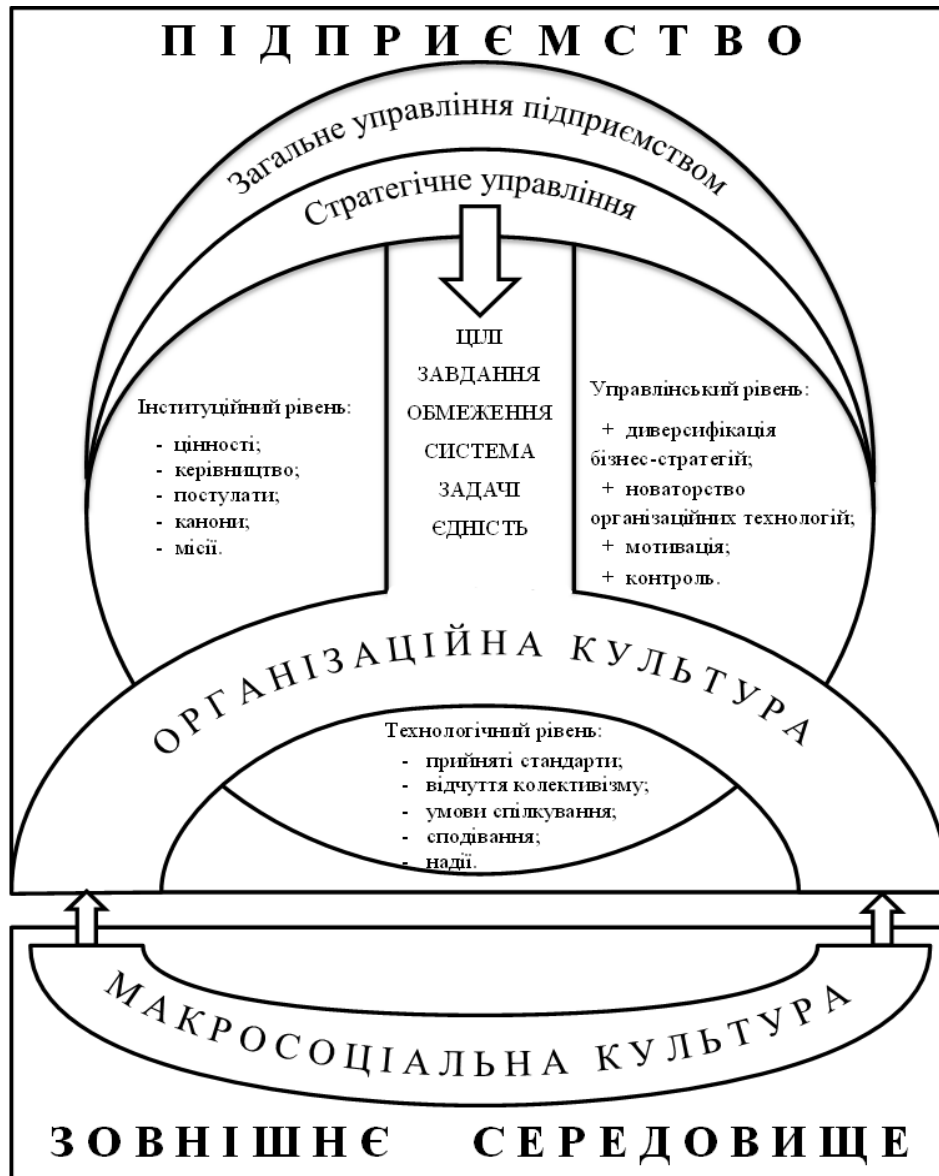 ПІДПРИЄМСТВО
Загальне управління підприємством
Стратегічне управління
Інституційний рівень:
- цінності;
- керівництво;
- постулати;
- канони;
- місії.
ЦІЛІ
ЗАВДАННЯ
ОБМЕЖЕННЯ
СИСТЕМА
ЗАДАЧІ
ЄДНІСТЬ
Управлінський рівень:
+ диверсифікація
бізнес-стратегій;
+ новаторство
організаційних технологій;
+ мотивація;
+ контроль.
ОРГАНІЗАЦІЙНА КУЛЬТУРА
Технологічний рівень:
- прийняті стандарти;
- відчуття колективізму;
- умови спілкування;
- сподівання;
- надії.
МАКРОСОЦІАЛЬНА КУЛЬТУРА
ЗОВНІШНЄ СЕРЕДОВИЩЕ